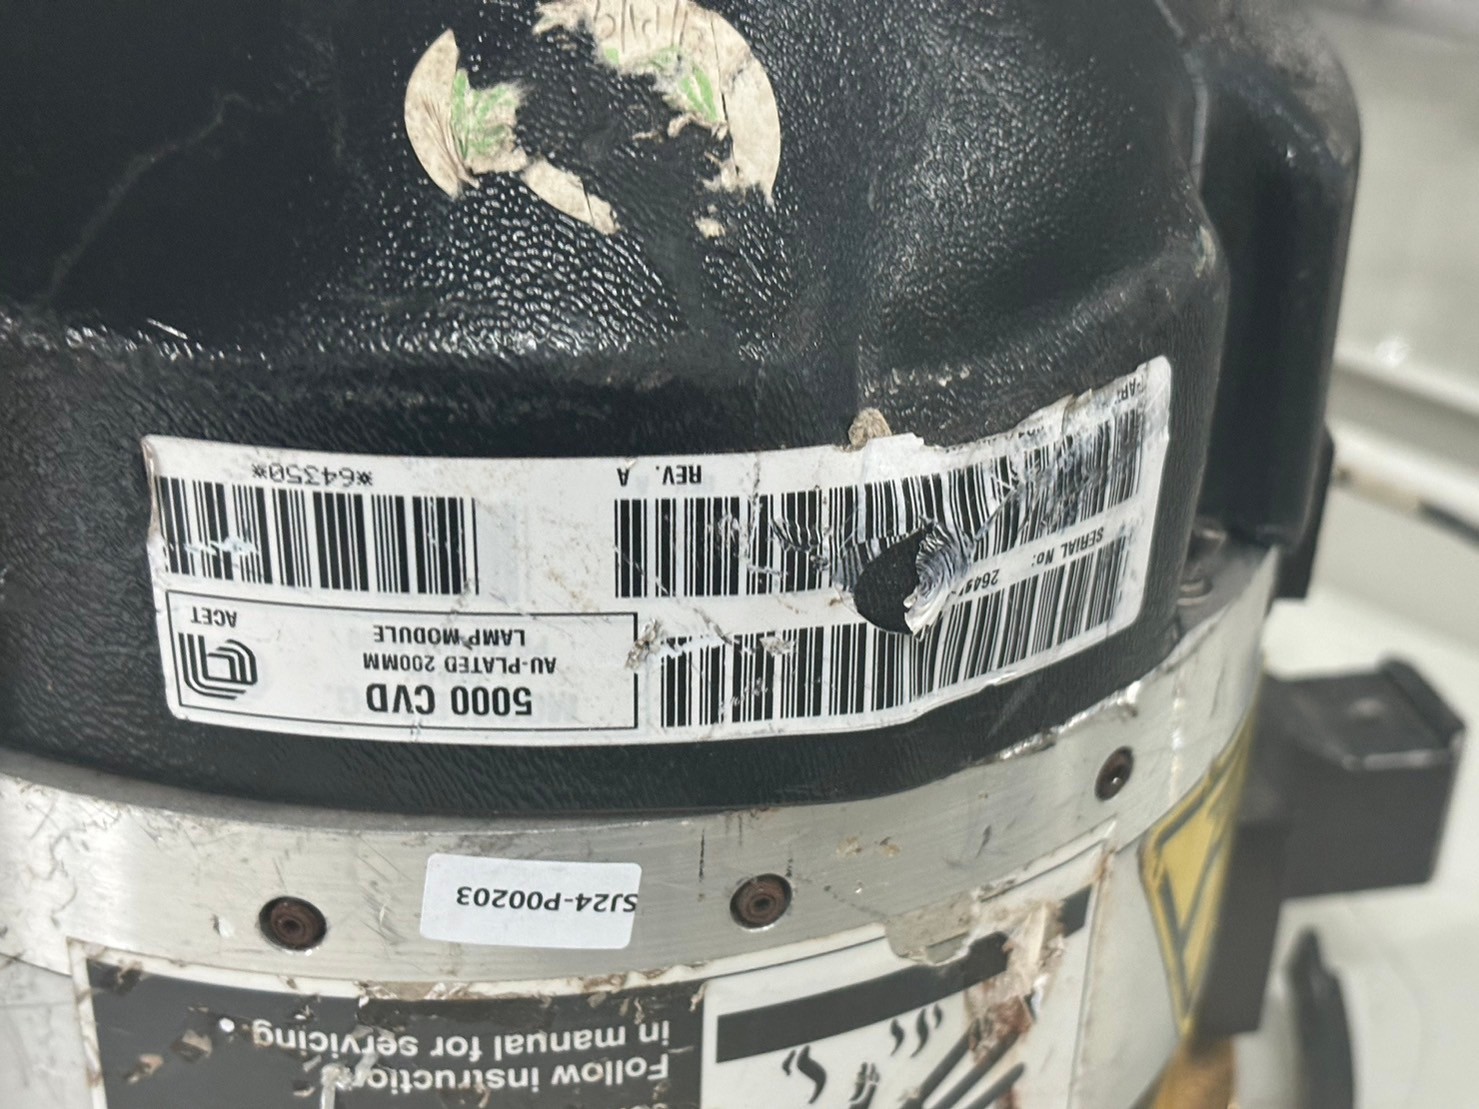 Follow instructions
in manual for servicing.
SJ24-P00203
5000 CVD
AU-PLATED 200MM
LAMP MODULE
ACET
SERIAL No:
REV. A
*64350*